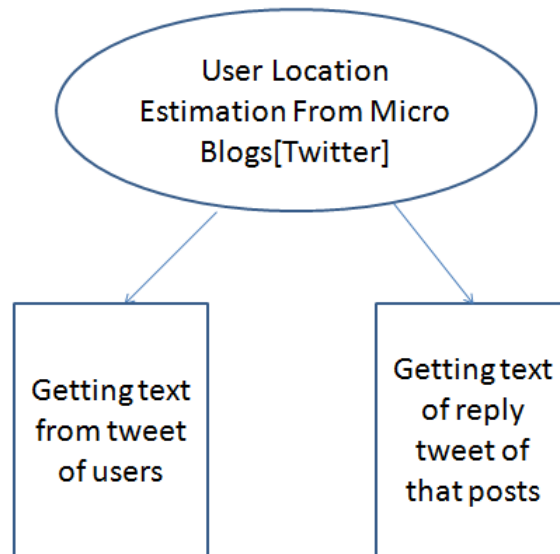 User Location
Estimation From Micro
Blogs[Twitter]
Getting text
from tweet
of users
Getting text
of reply
tweet of
that posts